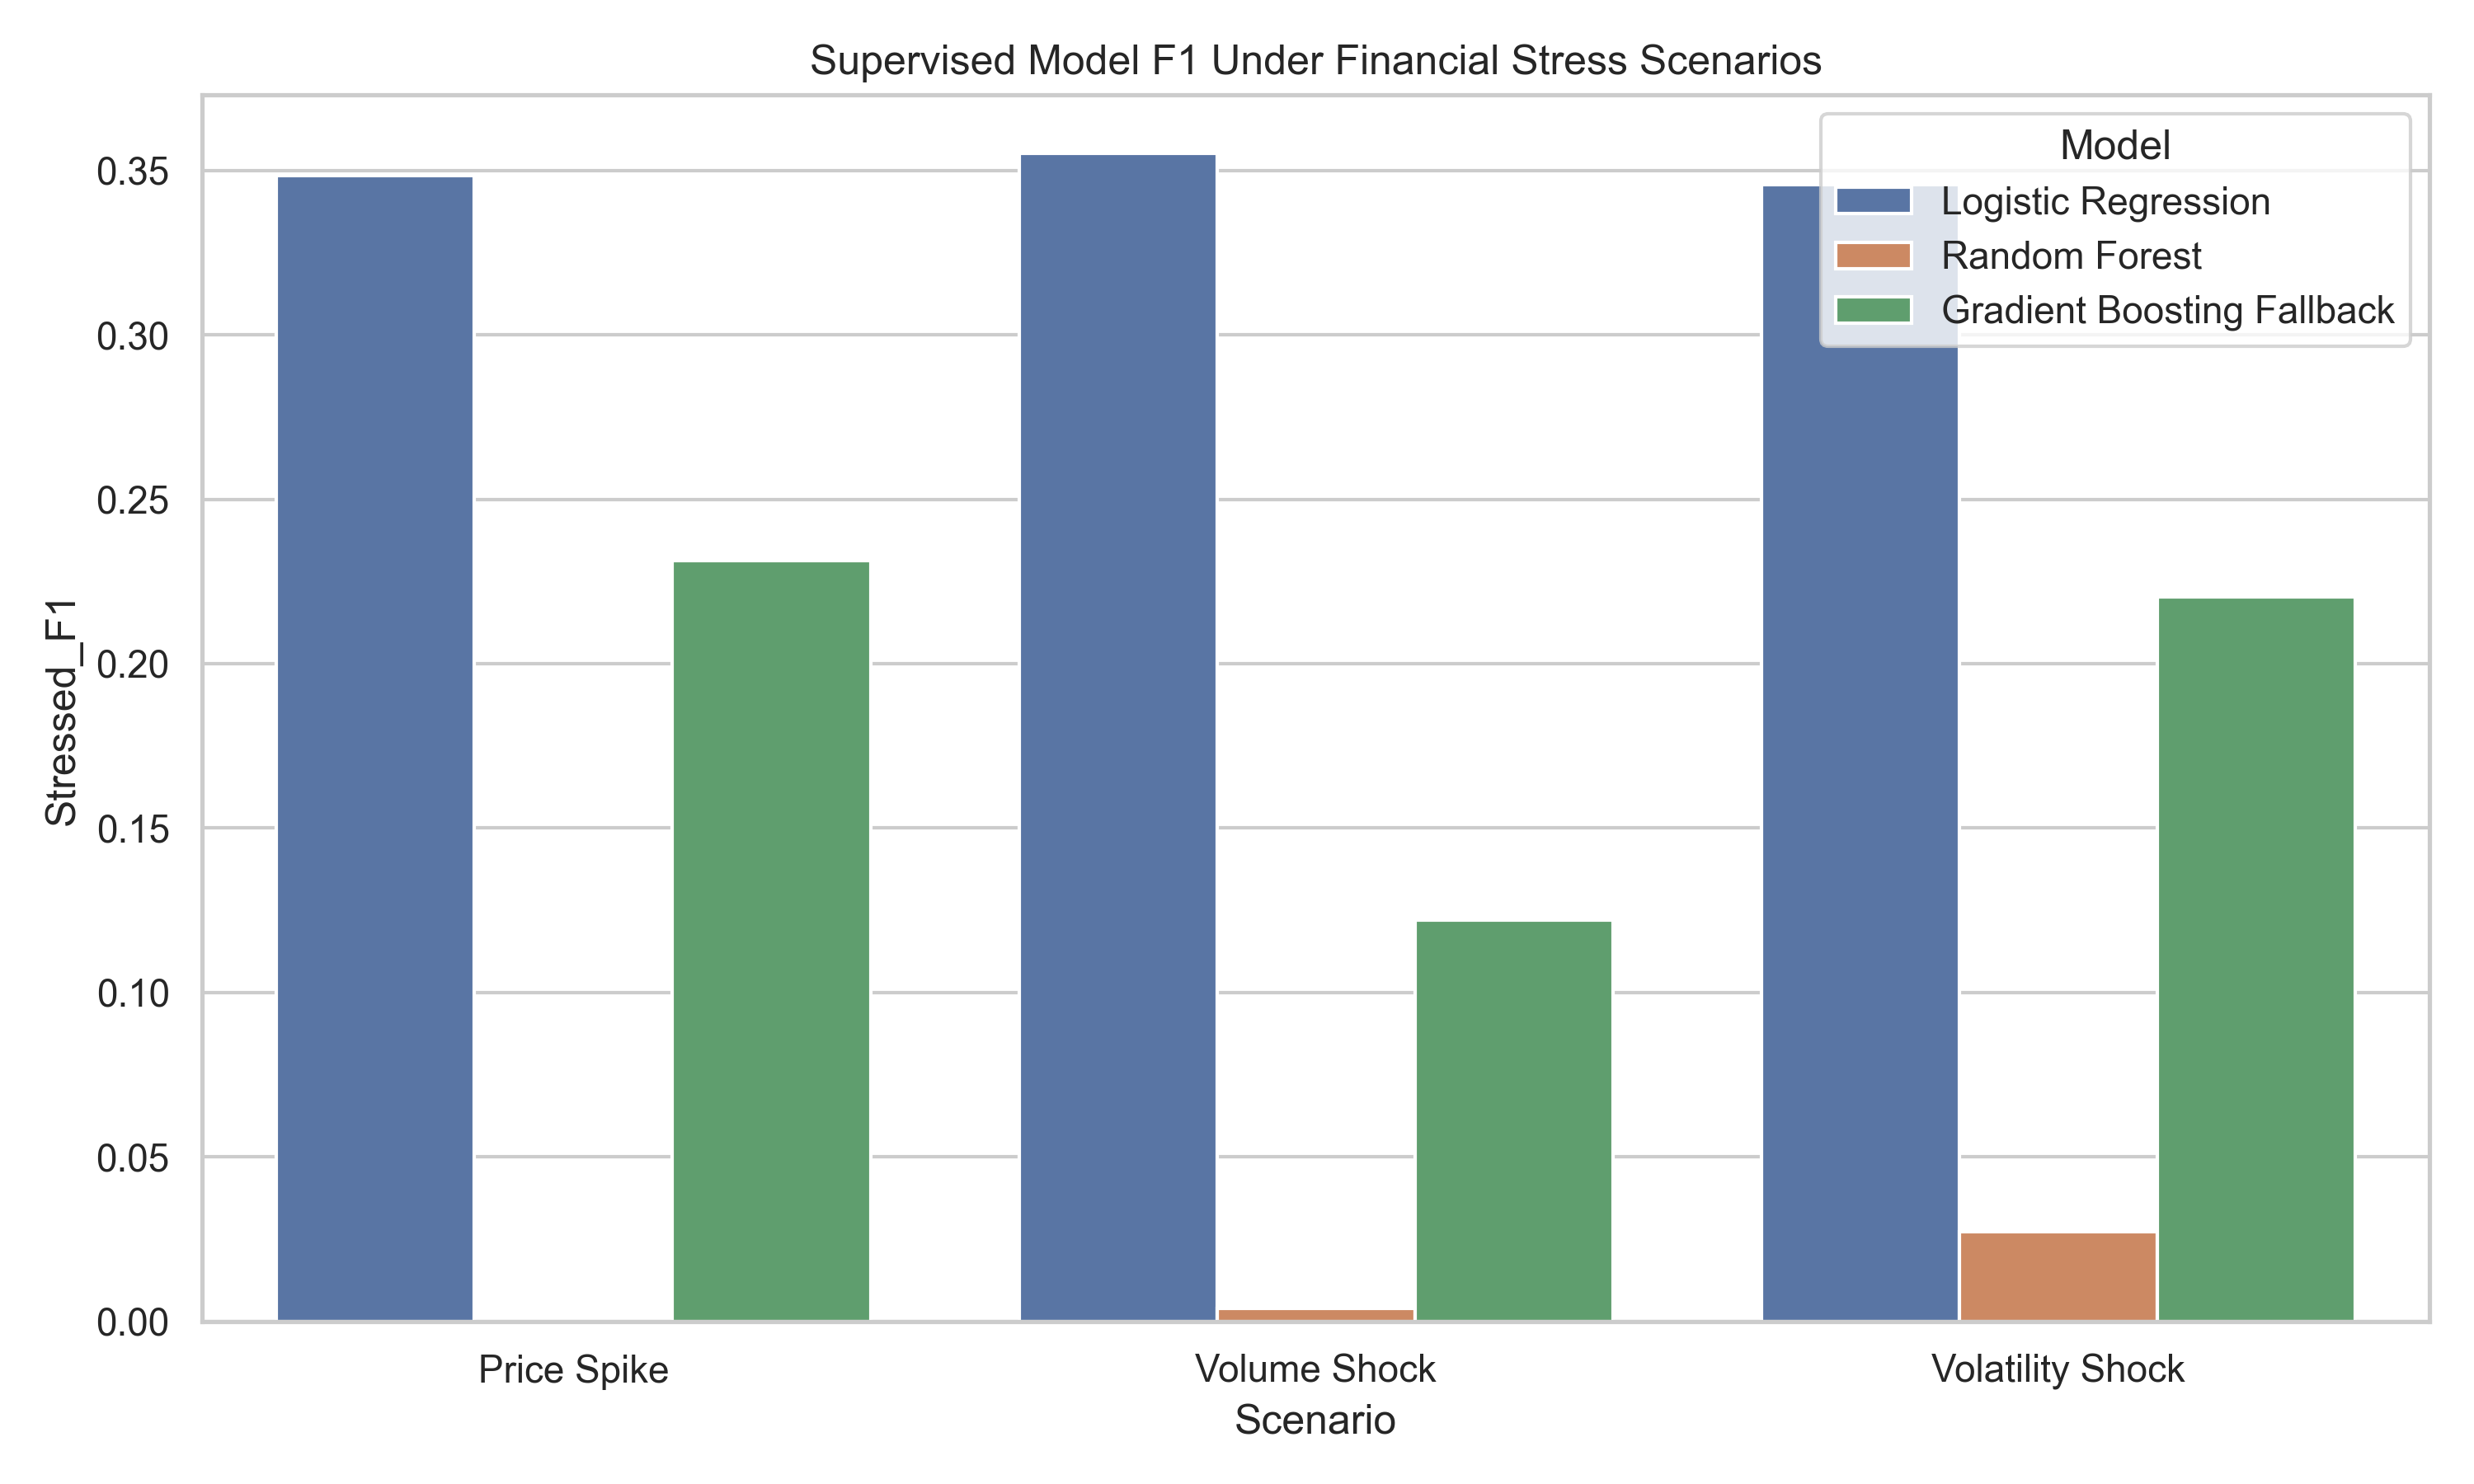 Supervised Model F1 Under Financial Stress Scenarios
Model
Logistic Regression
Random Forest
Gradient Boosting Fallback
Stressed_F1
0.35
0.30
0.25
0.20
0.15
0.10
0.05
0.00
Price Spike
Volume Shock
Volatility Shock
Scenario